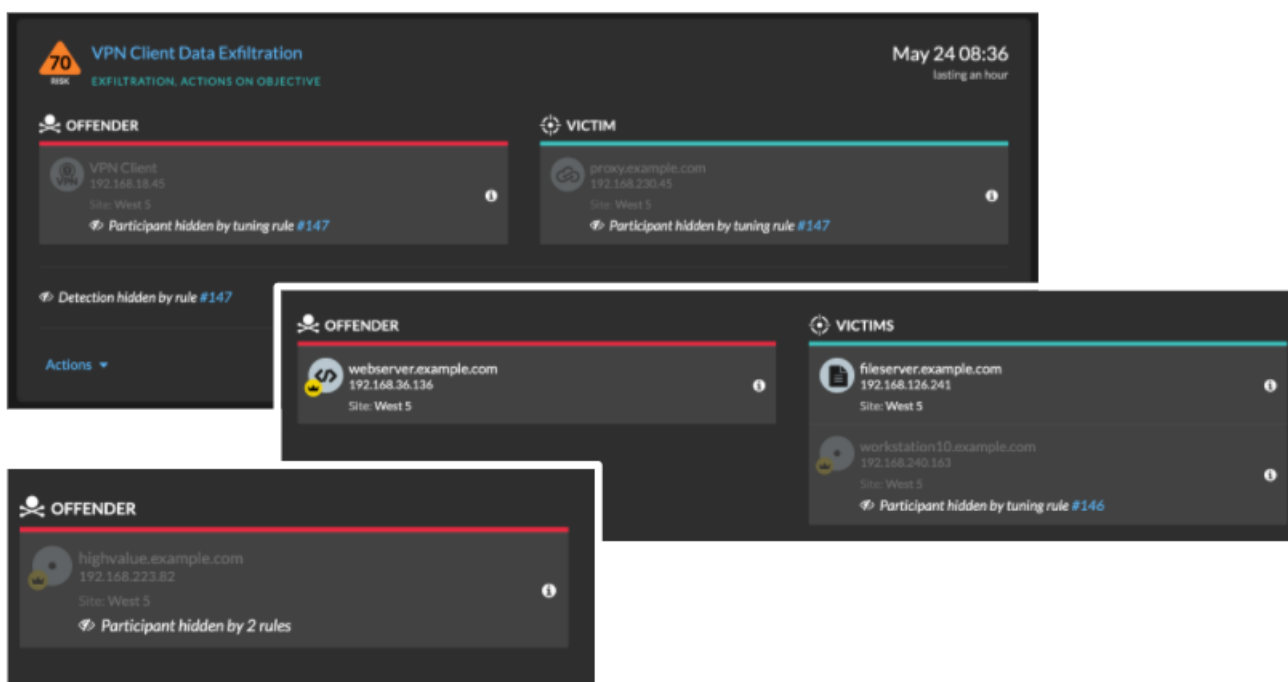 70
RISK
VPN Client Data Exfiltration
EXFILTRATION, ACTIONS ON OBJECTIVE
May 24 08:36
lasting an hour
OFFENDER
VPN
VPN Client
192.168.18.45
Site: West 5
Participant hidden by tuning rule #147
VICTIM
proxy.example.com
192.168.230.45
Site: West 5
Participant hidden by tuning rule #147
Detection hidden by rule #147
Actions
OFFENDER
webserver.example.com
192.168.36.136
Site: West 5
VICTIMS
fileserver.example.com
192.168.126.241
Site: West 5
workstation10.example.com
192.168.240.163
Site: West 5
Participant hidden by tuning rule #146
OFFENDER
highvalue.example.com
192.168.223.82
Site: West 5
Participant hidden by 2 rules